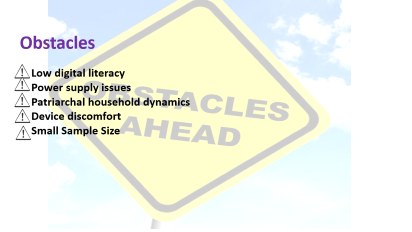 Obstacles
Low digital literacy
Power supply issues
Patriarchal household dynamics
Device discomfort
Small Sample Size
OBSTACLES
AHEAD